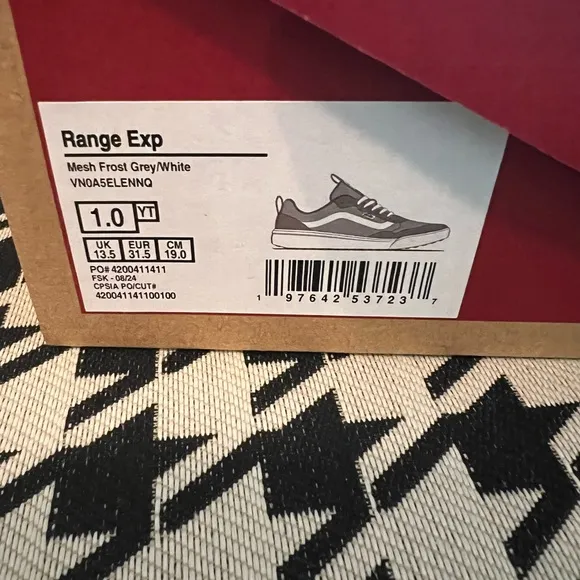 Range Exp
Mesh Frost Grey/White
VN0A5ELENNQ
1.0 YT
UK EUR CM
13.5 31.5 19.0
PO# 4200411411
FSK - 08/24
CPSIA PO/CUT#
420041141100100
1 97642 53723 7